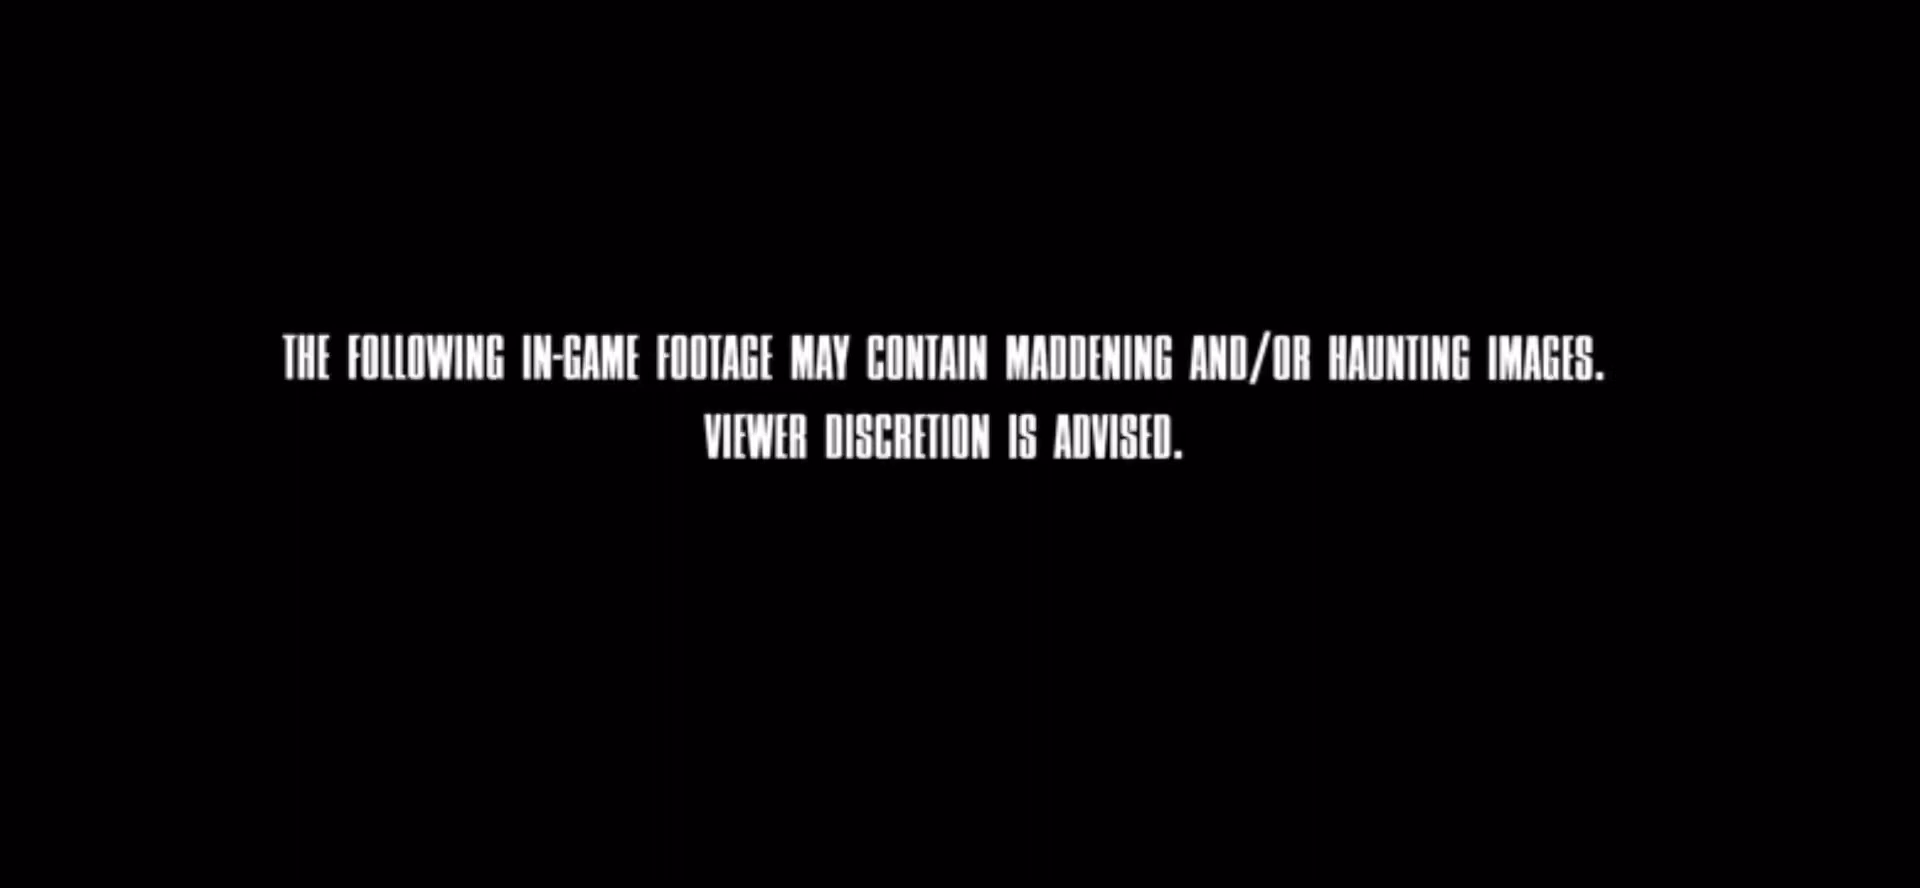 THE FOLLOWING IN-GAME FOOTAGE MAY CONTAIN MADDENING AND/OR HAUNTING IMAGES.
VIEWER DISCRETION IS ADVISED.